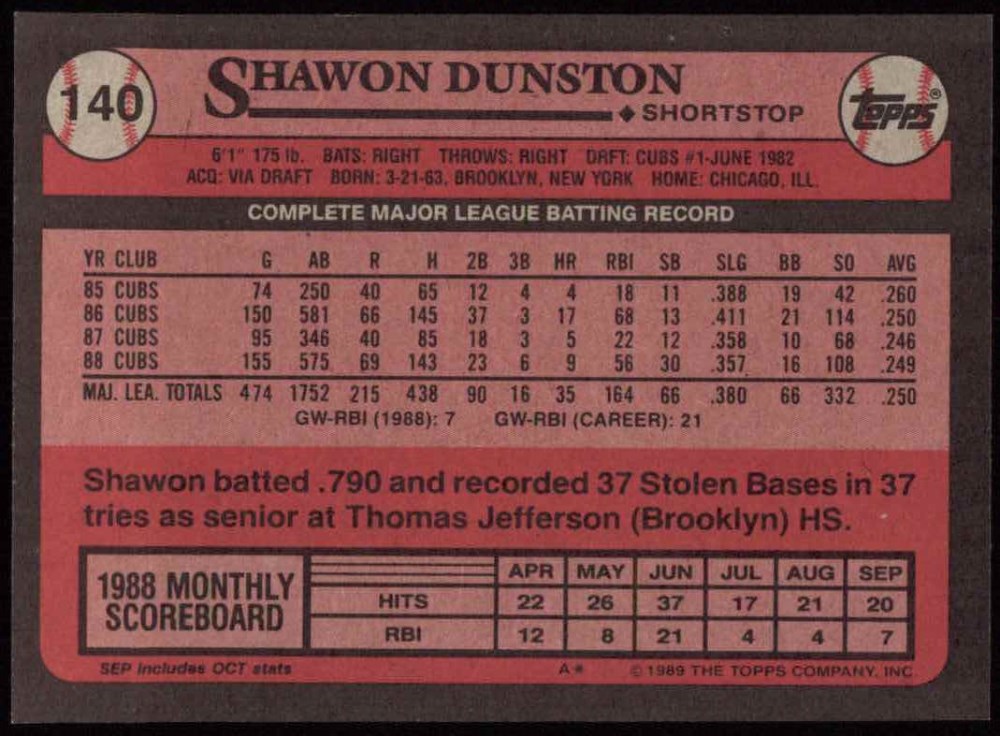 140
SHAWON DUNSTON
◆ SHORTSTOP
TOPPS®
6'1" 175 lb. BATS: RIGHT THROWS: RIGHT DRFT: CUBS #1-JUNE 1982
ACQ: VIA DRAFT BORN: 3-21-63, BROOKLYN, NEW YORK HOME: CHICAGO, ILL.
COMPLETE MAJOR LEAGUE BATTING RECORD
YR CLUB G AB R H 2B 3B HR RBI SB SLG BB SO AVG
85 CUBS 74 250 40 65 12 4 4 18 11 .388 19 42 .260
86 CUBS 150 581 66 145 37 3 17 68 13 .411 21 114 .250
87 CUBS 95 346 40 85 18 3 5 22 12 .358 10 68 .246
88 CUBS 155 575 69 143 23 6 9 56 30 .357 16 108 .249
MAJ. LEA. TOTALS 474 1752 215 438 90 16 35 164 66 .380 66 332 .250
GW-RBI (1988): 7 GW-RBI (CAREER): 21
Shawon batted .790 and recorded 37 Stolen Bases in 37
tries as senior at Thomas Jefferson (Brooklyn) HS.
1988 MONTHLY
SCOREBOARD
APR MAY JUN JUL AUG SEP
HITS 22 26 37 17 21 20
RBI 12 8 21 4 4 7
SEP includes OCT stats
A*
© 1989 THE TOPPS COMPANY, INC.